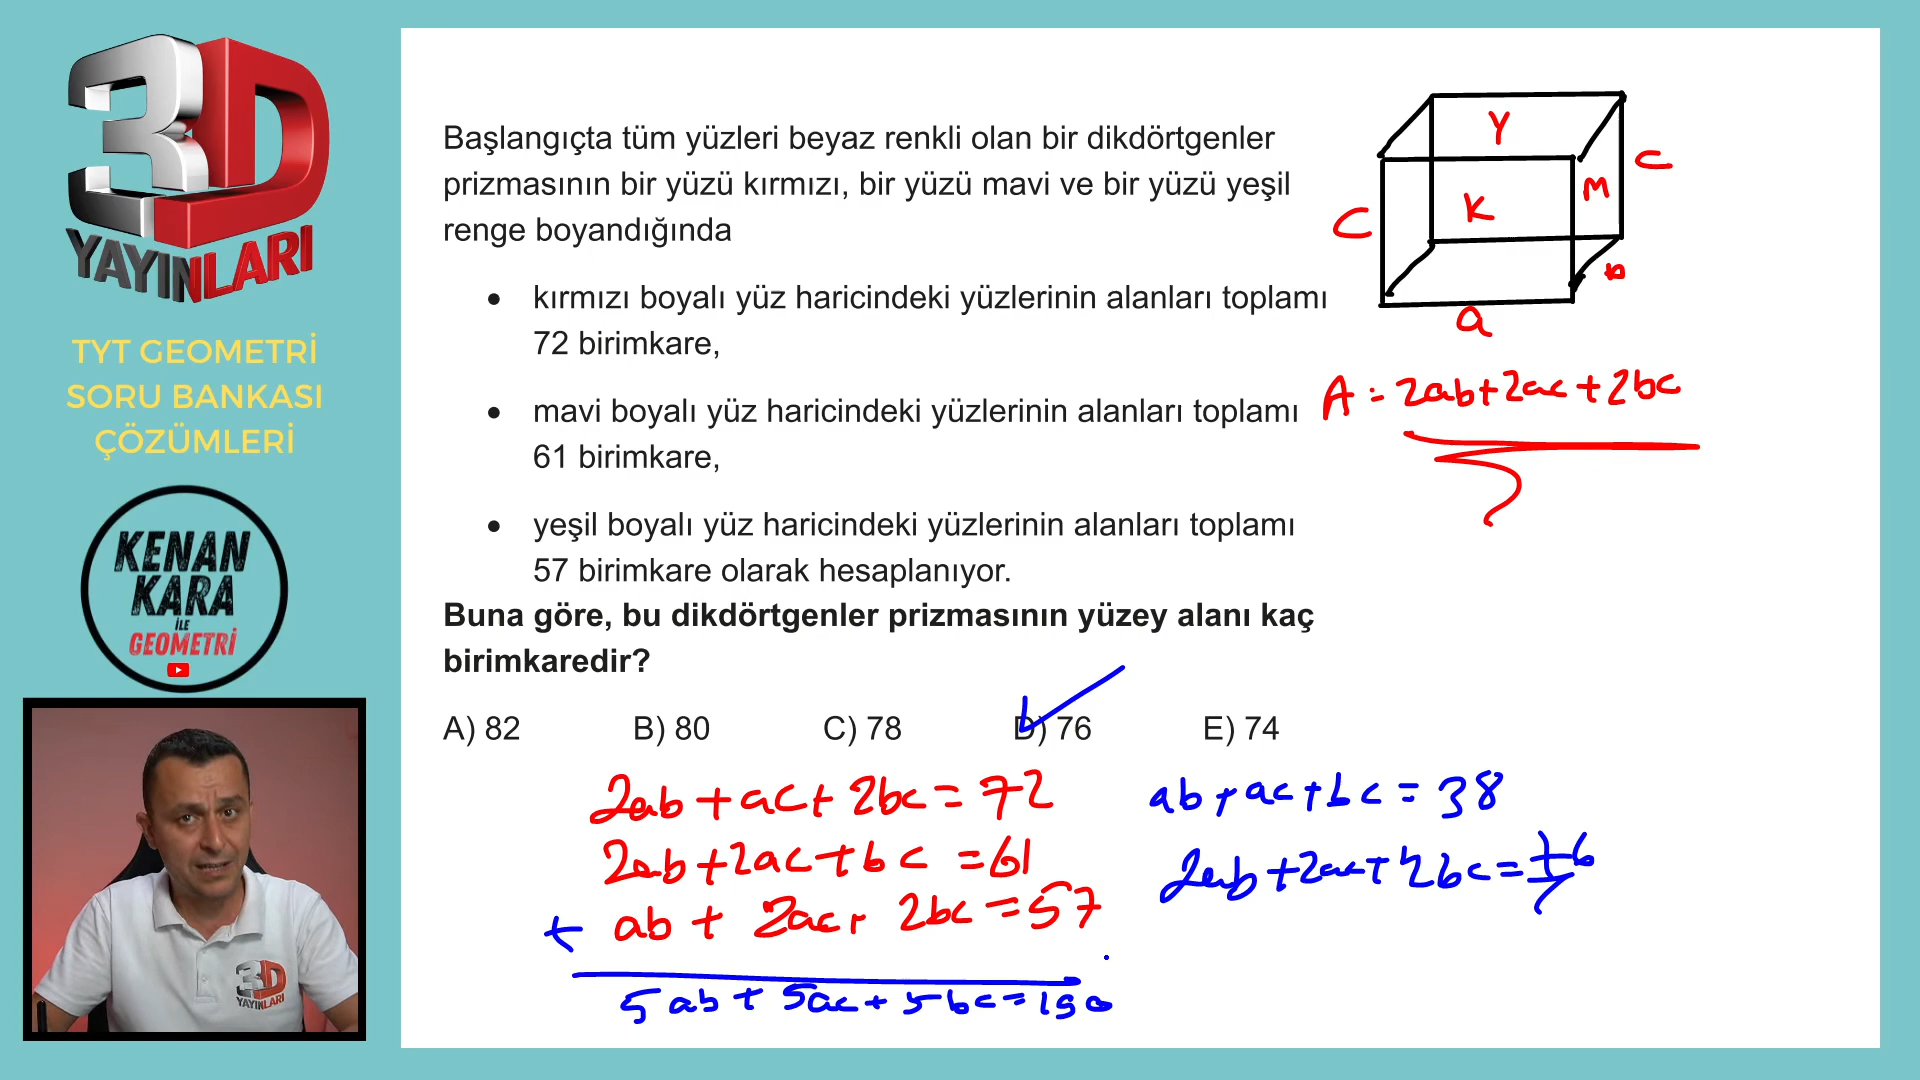 3D
YAYINLARI
TYT GEOMETRİ
SORU BANKASI
ÇÖZÜMLERİ
KENAN
KARA
İLE
GEOMETRİ
3D
YAYINLARI
Başlangıçta tüm yüzleri beyaz renkli olan bir dikdörtgenler
prizmasının bir yüzü kırmızı, bir yüzü mavi ve bir yüzü yeşil
renge boyandığında
• kırmızı boyalı yüz haricindeki yüzlerinin alanları toplamı
72 birimkare,
• mavi boyalı yüz haricindeki yüzlerinin alanları toplamı
61 birimkare,
• yeşil boyalı yüz haricindeki yüzlerinin alanları toplamı
57 birimkare olarak hesaplanıyor.
Buna göre, bu dikdörtgenler prizmasının yüzey alanı kaç
birimkaredir?
A) 82 B) 80 C) 78 D) 76 E) 74
Y
C
M
K
C
b
a
A = 2ab+2ac+2bc
2ab+ac+2bc=72
2ab+2ac+bc=61
+ ab+2ac+2bc=57
5ab+5ac+5bc=190
ab+ac+bc=38
2ab+2ac+2bc=76